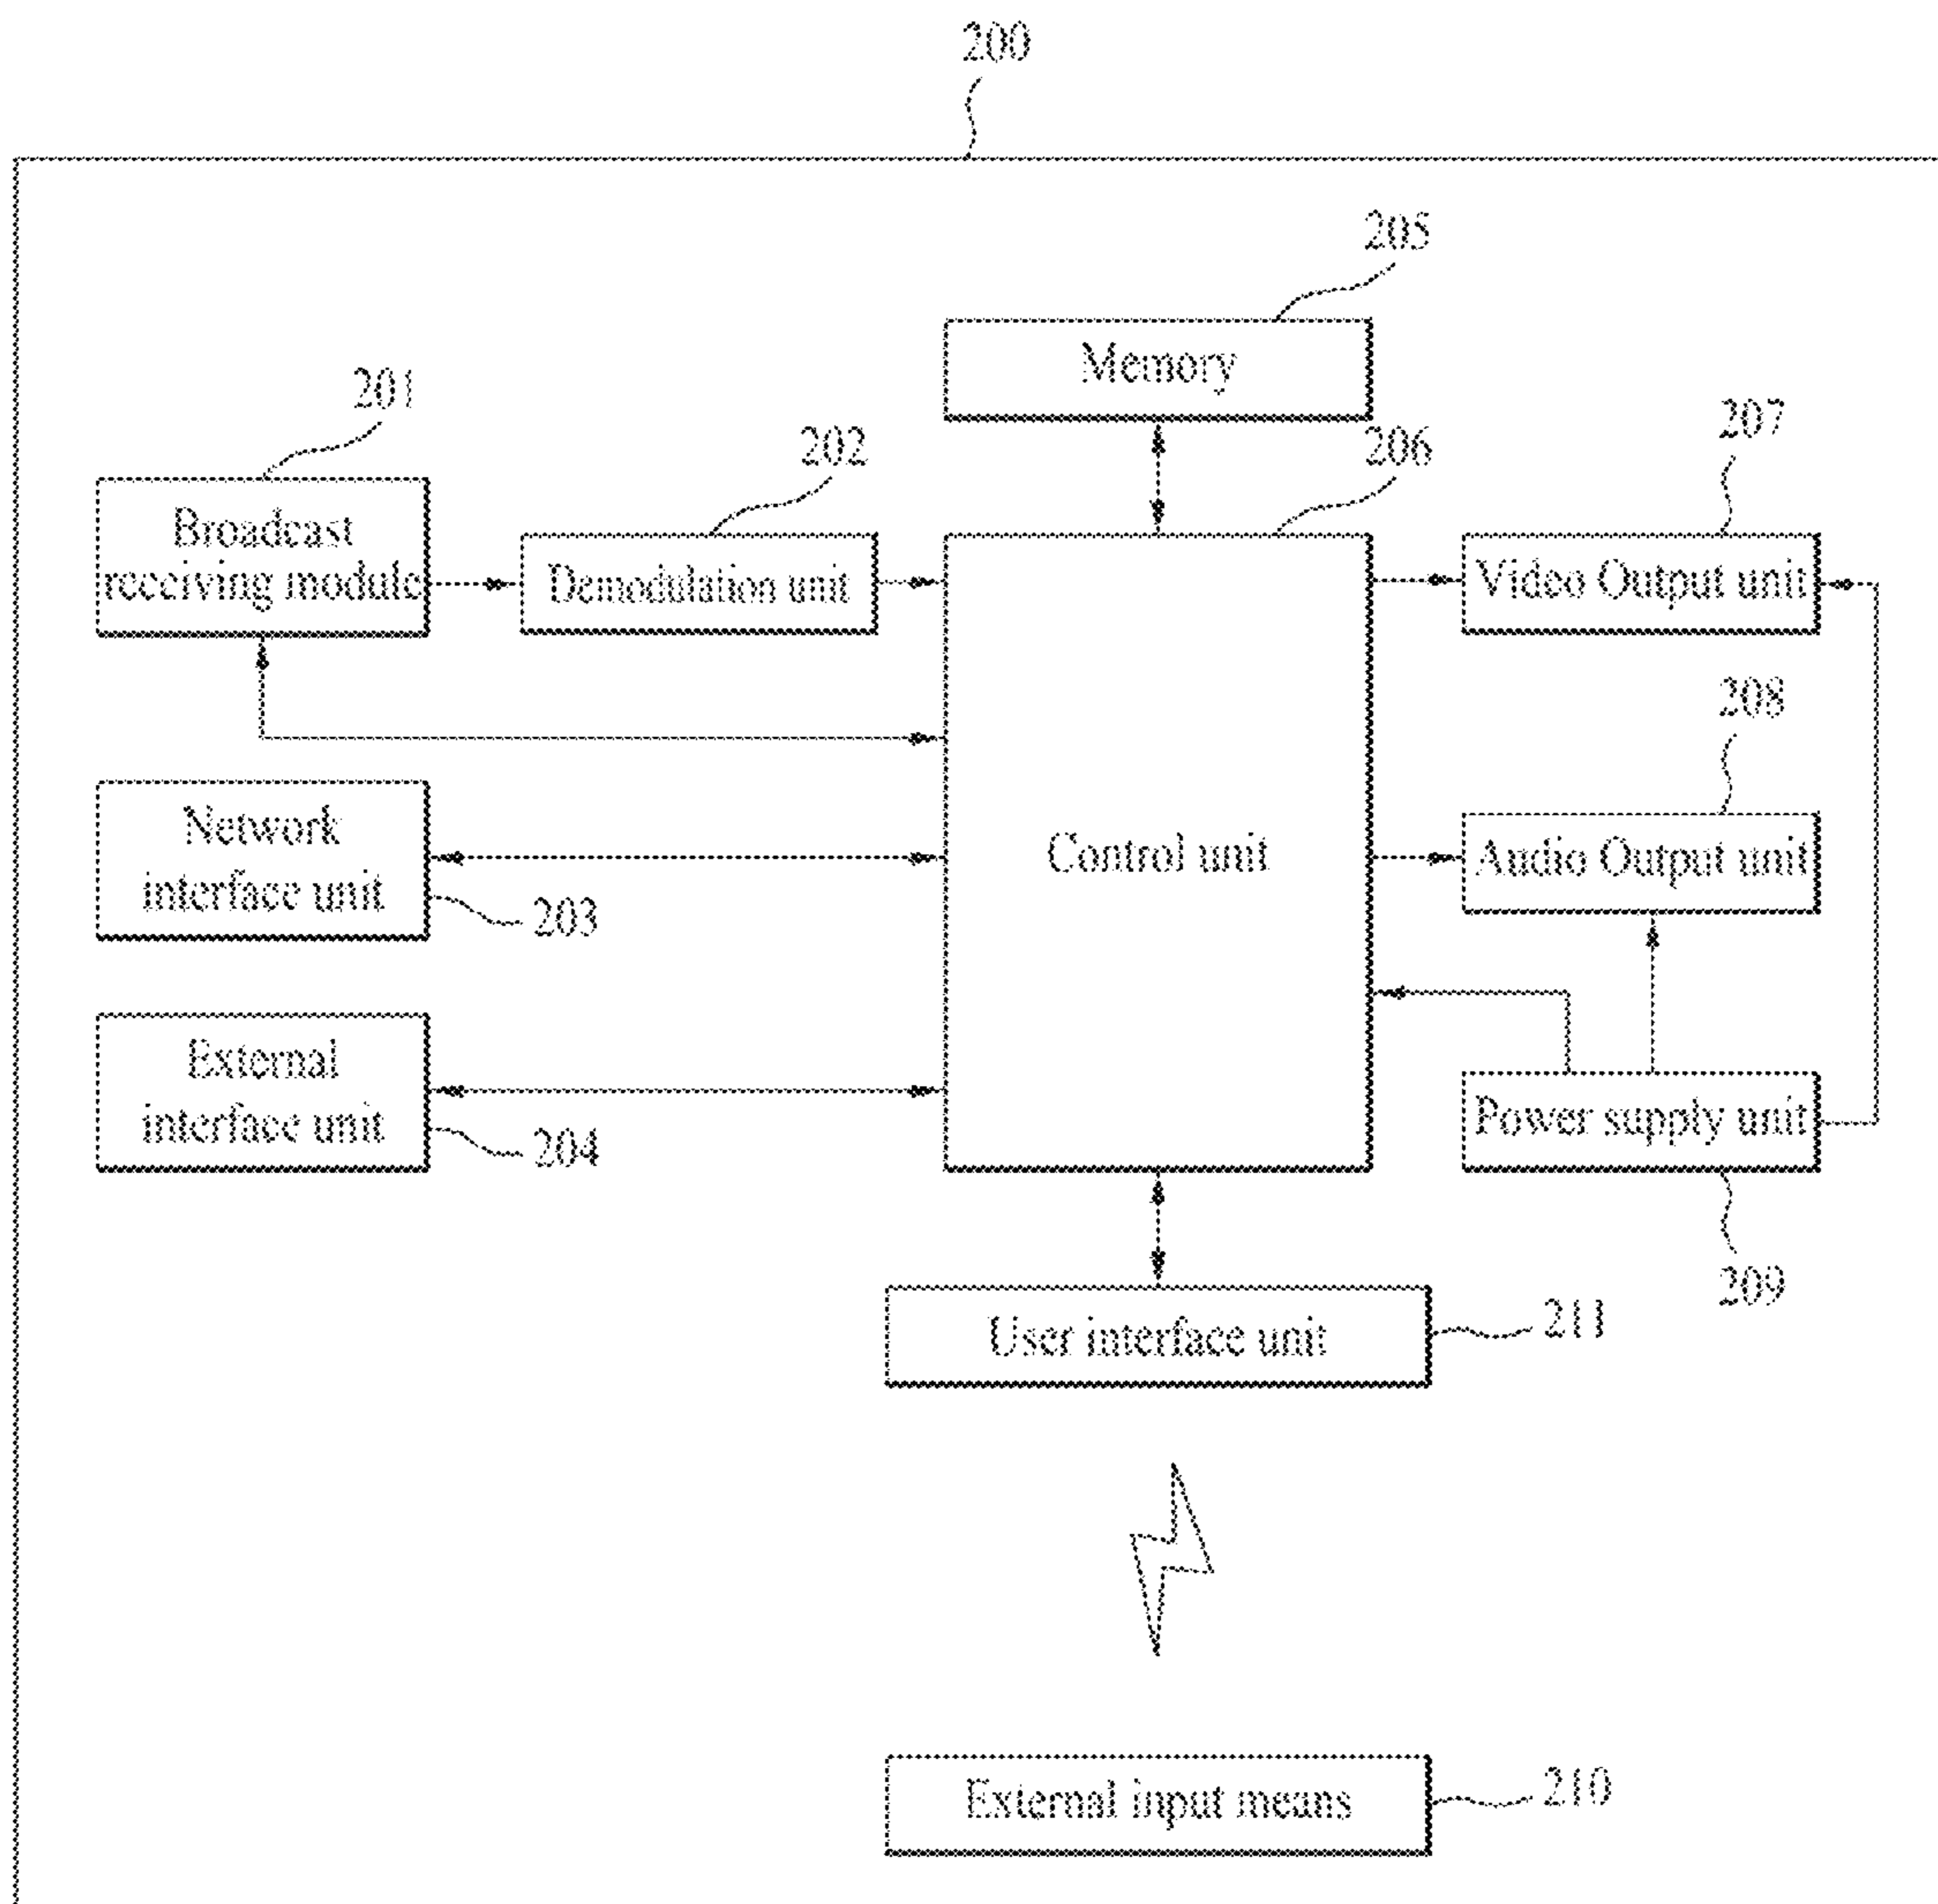 200
205
Memory
201
202
206
207
Broadcast
receiving module
Demodulation unit
Video Output unit
208
Network
interface unit
203
Control unit
Audio Output unit
External
interface unit
204
Power supply unit
209
User interface unit
211
External input means
210